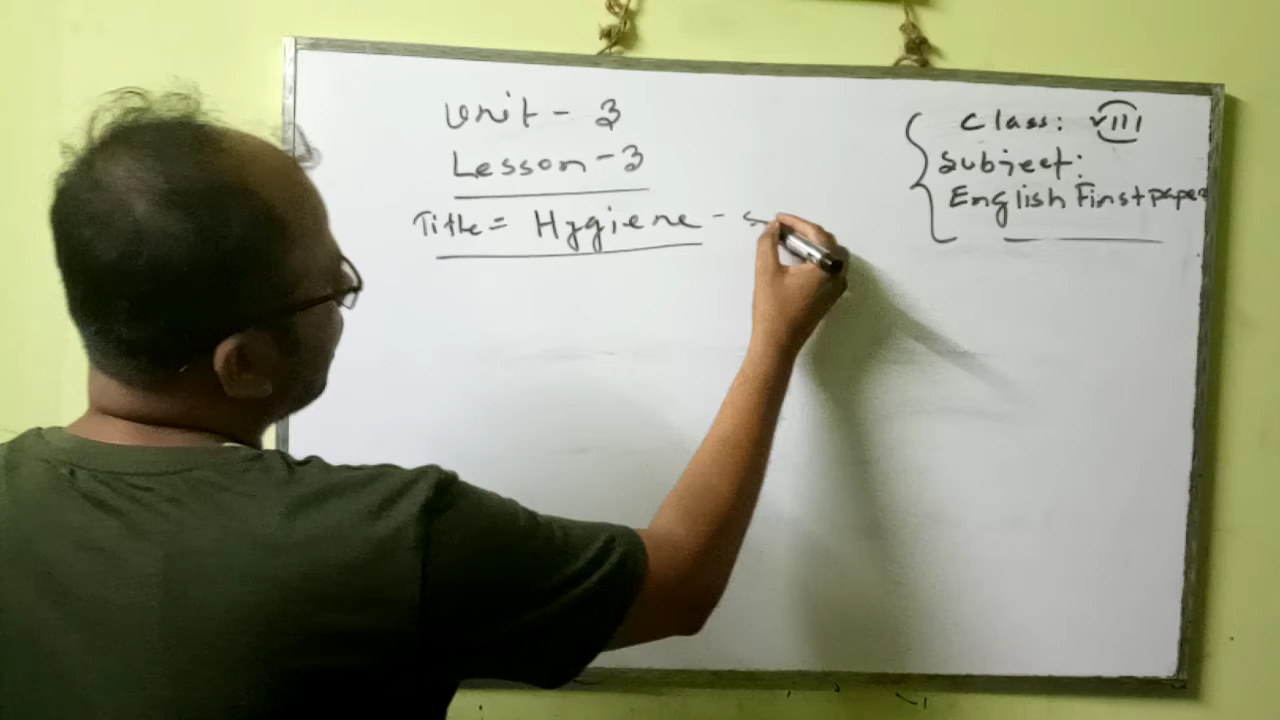 Unit - 3
Lesson - 3
Title = Hygiene -
Class: VIII
Subject:
English First paper